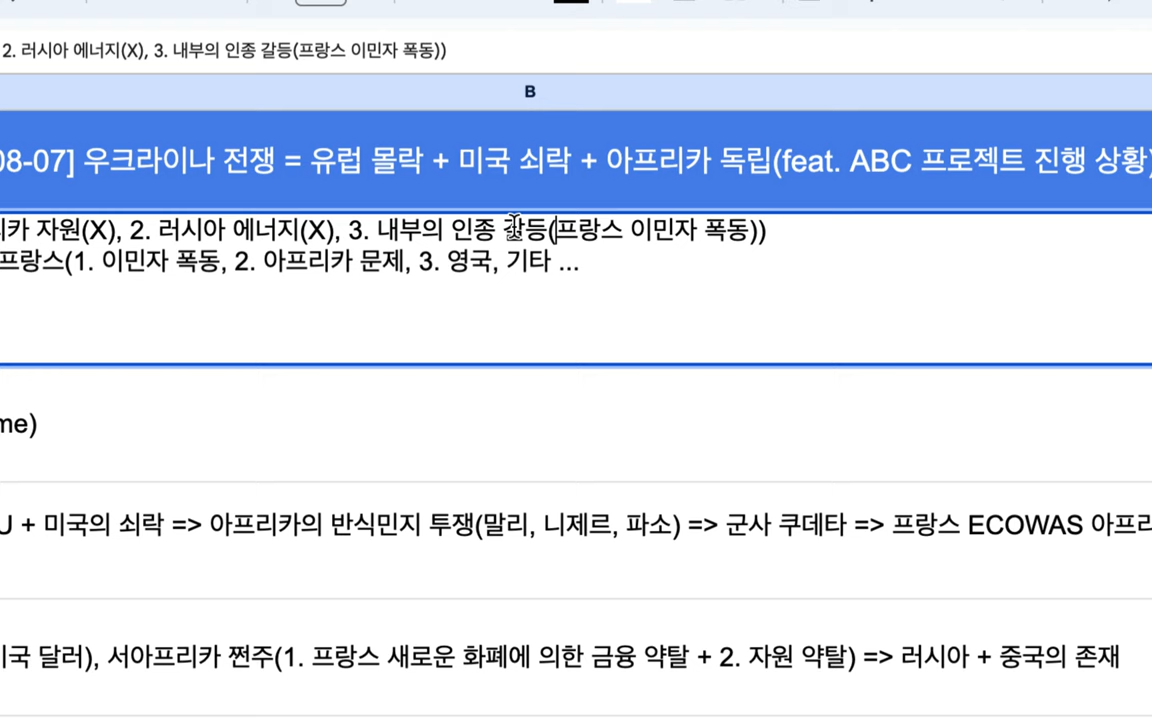 2. 러시아 에너지(X), 3. 내부의 인종 갈등(프랑스 이민자 폭동))
B
08-07] 우크라이나 전쟁 = 유럽 몰락 + 미국 쇠락 + 아프리카 독립(feat. ABC 프로젝트 진행 상황)
자원(X), 2. 러시아 에너지(X), 3. 내부의 인종 갈등(프랑스 이민자 폭동))
프랑스(1. 이민자 폭동, 2. 아프리카 문제, 3. 영국, 기타 ...
me)
U + 미국의 쇠락 => 아프리카의 반식민지 투쟁(말리, 니제르, 파소) => 군사 쿠데타 => 프랑스 ECOWAS 아프리
달러), 서아프리카 쩐주(1. 프랑스 새로운 화폐에 의한 금융 약탈 + 2. 자원 약탈) => 러시아 + 중국의 존재